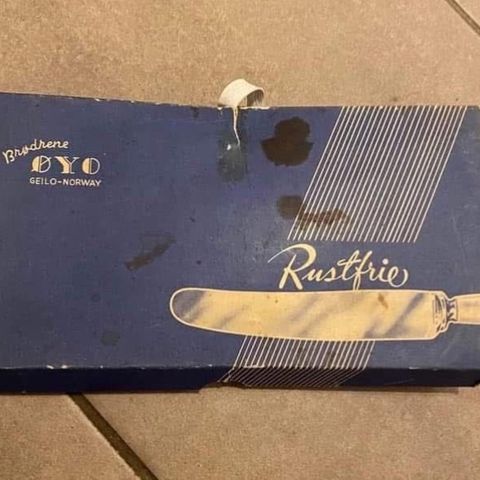 Brødrene
ØYO
GEILO-NORWAY
Rustfrie